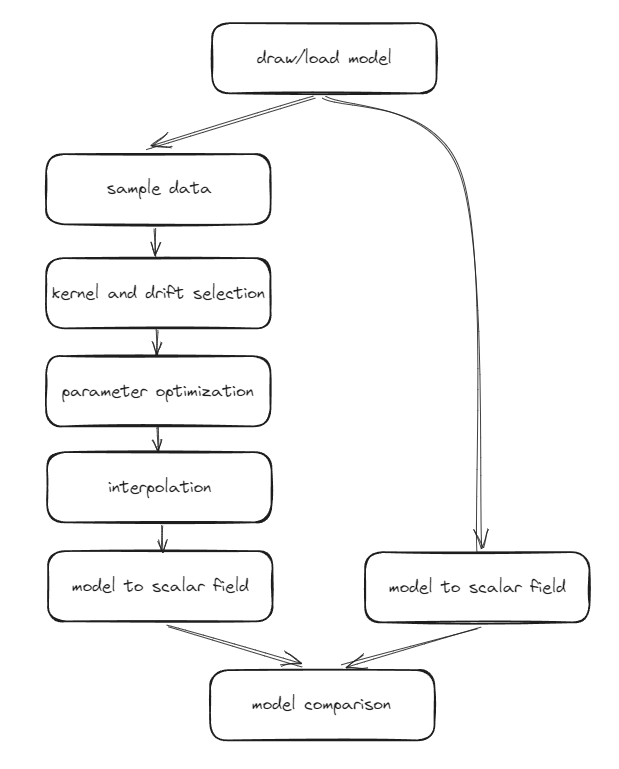 draw/load model
sample data
kernel and drift selection
parameter optimization
interpolation
model to scalar field
model to scalar field
model comparison